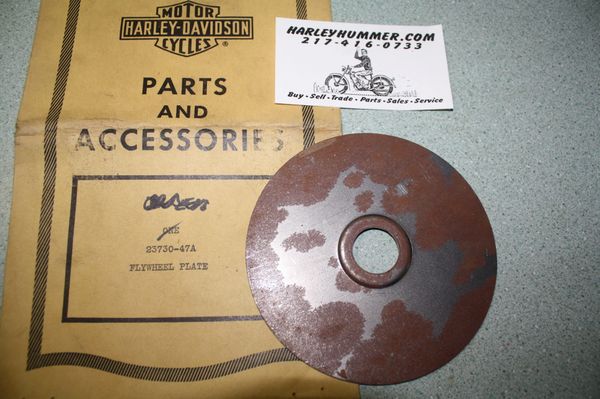 MOTOR
HARLEY-DAVIDSON
CYCLES ®
PARTS
AND
ACCESSORIES
ONE
23730-47A
FLYWHEEL PLATE
HARLEYHUMMER.COM
217-416-0733
Buy - Sell - Trade - Parts - Sales - Service